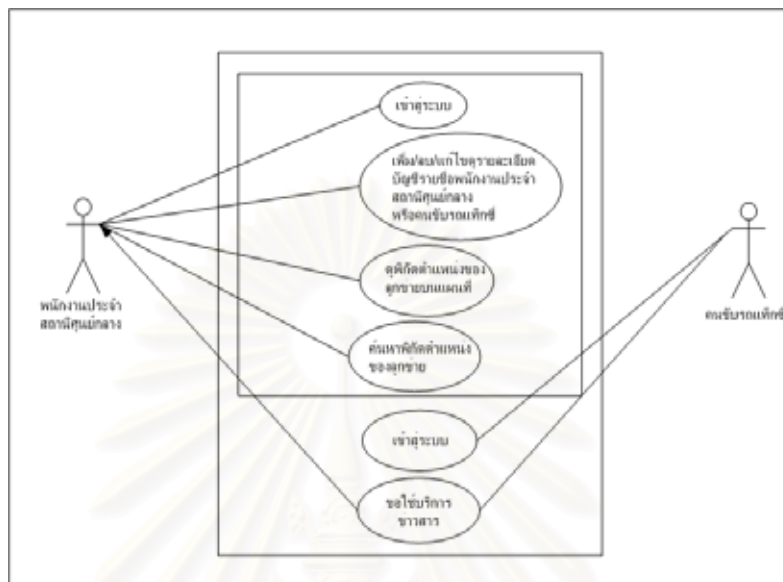 เข้าสู่ระบบ
เพิ่ม/ลบ/แก้ไขดูรายละเอียด
บัญชีรายชือพนักงานประจำ
สถานีศูนย์กลาง
หรือคนขับรถแท็กซี่
ดูพิกัดตำแหน่งของ
ลูกข่ายบนแผนที่
ค้นหาพิกัดตำแหน่ง
ของลูกข่าย
เข้าสู่ระบบ
ขอใช้บริการ
ข่าวสาร
พนักงานประจำ
สถานีศูนย์กลาง
คนขับรถแท็กซี่